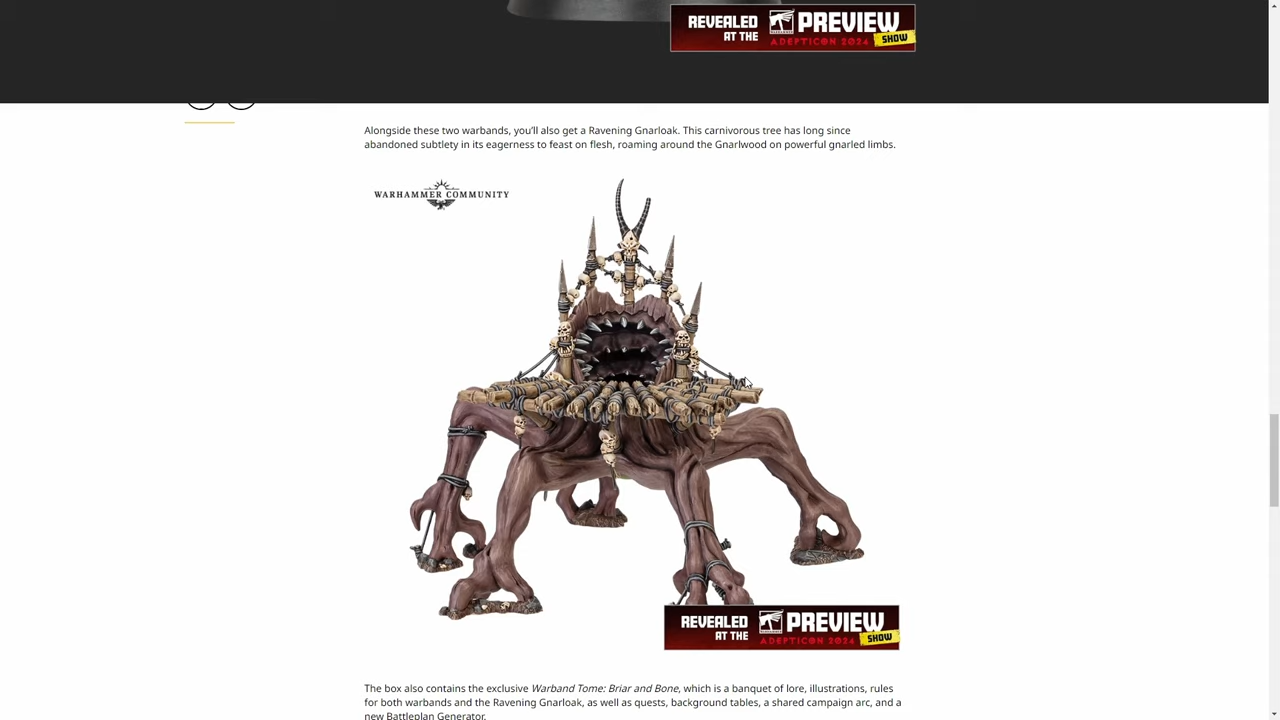 REVEALED
AT THE
PREVIEW
ADEPTICON 2024
SHOW
Alongside these two warbands, you’ll also get a Ravening Gnarloak. This carnivorous tree has long since
abandoned subtlety in its eagerness to feast on flesh, roaming around the Gnarlwood on powerful gnarled limbs.
WARHAMMER COMMUNITY
REVEALED
AT THE
PREVIEW
ADEPTICON 2024
SHOW
The box also contains the exclusive Warband Tome: Briar and Bone, which is a banquet of lore, illustrations, rules
for both warbands and the Ravening Gnarloak, as well as quests, background tables, a shared campaign arc, and a
new Battleplan Generator.